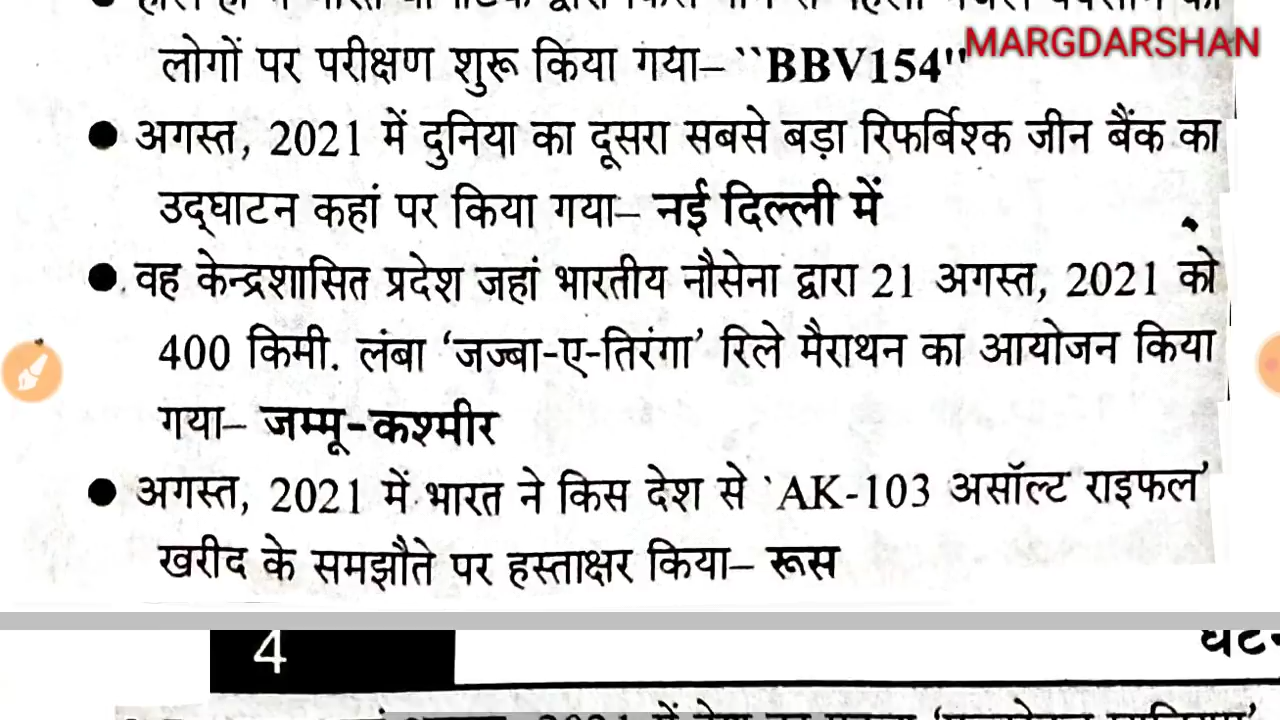 लोगों पर परीक्षण शुरू किया गया– ``BBV154"
MARGDARSHAN
● अगस्त, 2021 में दुनिया का दूसरा सबसे बड़ा रिफर्बिश्क जीन बैंक का
उद्घाटन कहां पर किया गया– नई दिल्ली में
● वह केन्द्रशासित प्रदेश जहां भारतीय नौसेना द्वारा 21 अगस्त, 2021 को
400 किमी. लंबा ‘जज्बा-ए-तिरंगा’ रिले मैराथन का आयोजन किया
गया– जम्मू-कश्मीर
● अगस्त, 2021 में भारत ने किस देश से `AK-103 असॉल्ट राइफल'
खरीद के समझौते पर हस्ताक्षर किया– रूस
4